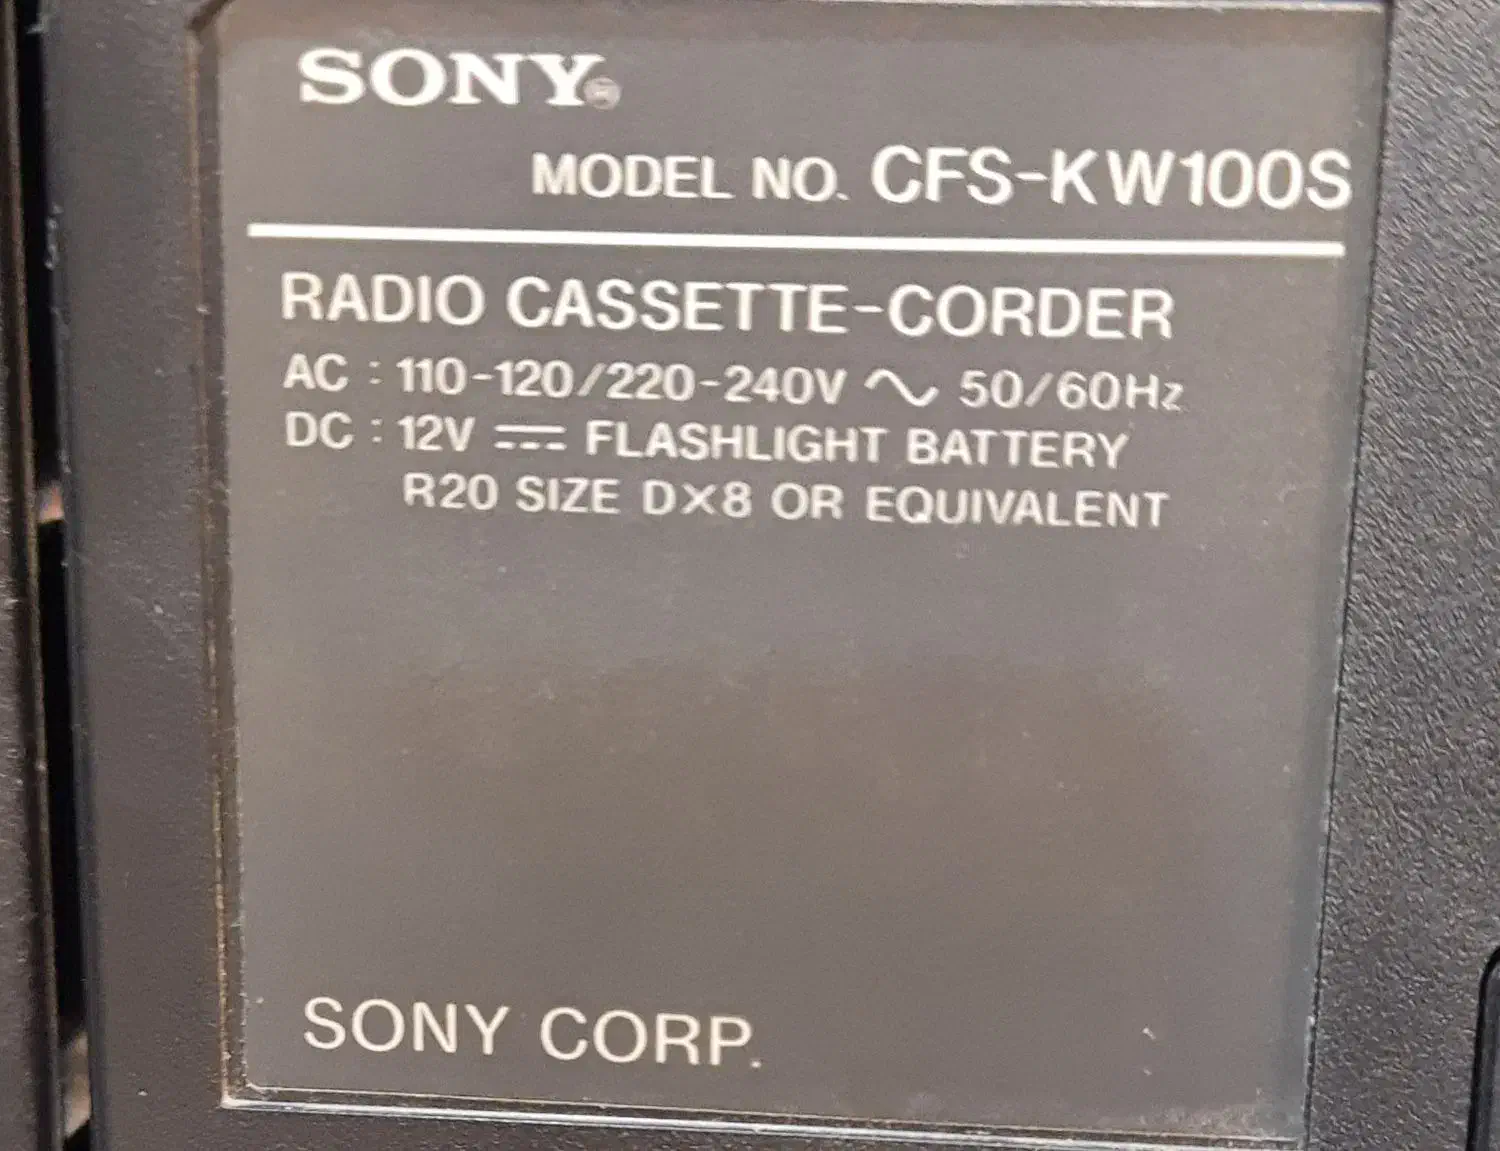 SONY®
MODEL NO. CFS-KW100S
RADIO CASSETTE-CORDER
AC : 110-120/220-240V ∿ 50/60Hz
DC : 12V ⎓ FLASHLIGHT BATTERY
R20 SIZE D×8 OR EQUIVALENT
SONY CORP.